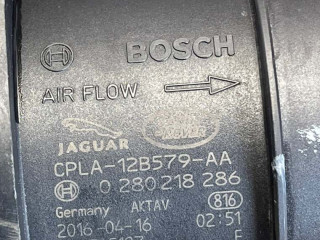 BOSCH
AIR FLOW
JAGUAR
CPLA-12B579-AA
0 280 218 286
Germany AKTAV 816
2016-04-16 02:51